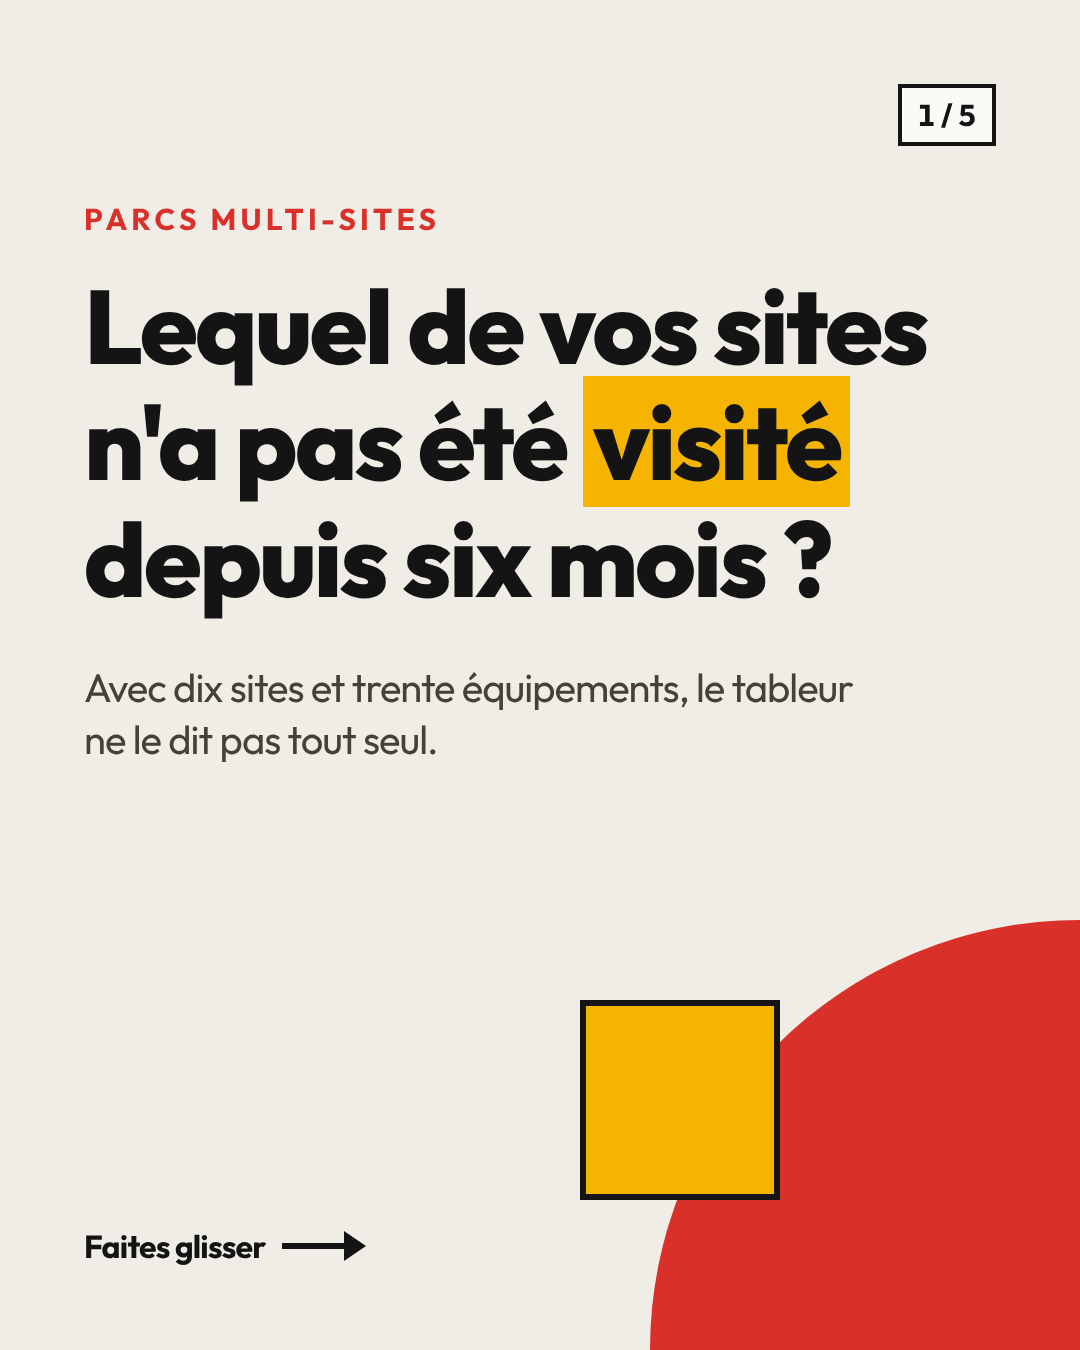 1 / 5
PARCS MULTI-SITES
Lequel de vos sites
n'a pas été visité
depuis six mois ?
Avec dix sites et trente équipements, le tableur
ne le dit pas tout seul.
Faites glisser